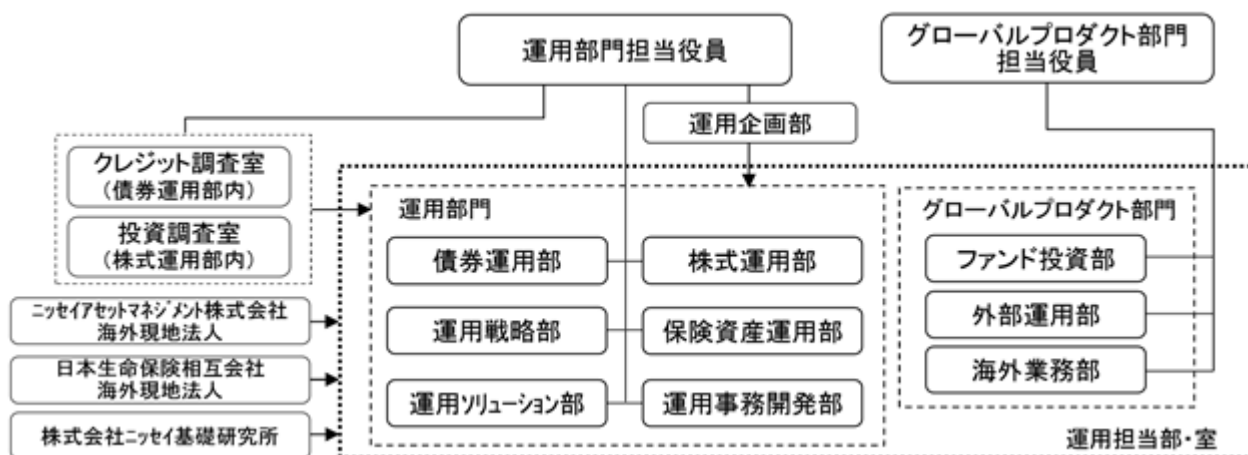 運用部門担当役員
グローバルプロダクト部門
担当役員
運用企画部
クレジット調査室
（債券運用部内）
投資調査室
（株式運用部内）
運用部門
債券運用部
株式運用部
運用戦略部
保険資産運用部
運用ソリューション部
運用事務開発部
グローバルプロダクト部門
ファンド投資部
外部運用部
海外業務部
ニッセイアセットマネジメント株式会社
海外現地法人
日本生命保険相互会社
海外現地法人
株式会社ニッセイ基礎研究所
運用担当部・室